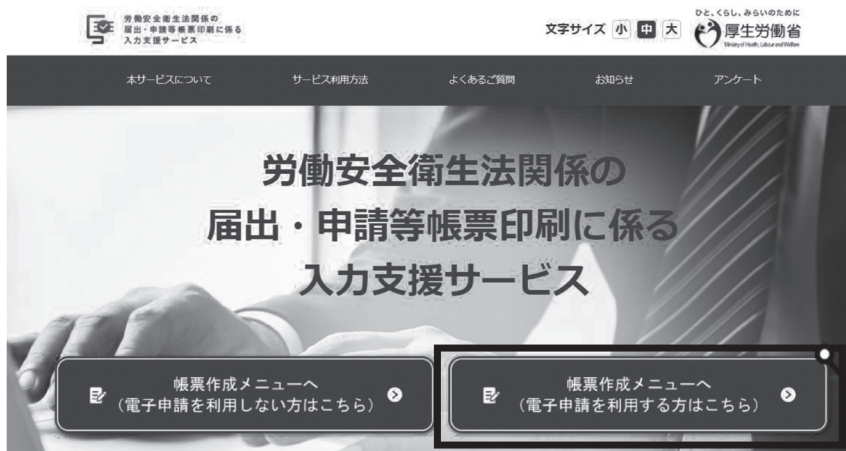 労働安全衛生法関係の
届出・申請等帳票印刷に係る
入力支援サービス
文字サイズ 小 中 大
ひと、くらし、みらいのために
厚生労働省
Ministry of Health, Labour and Welfare
本サービスについて サービス利用方法 よくあるご質問 お知らせ アンケート
労働安全衛生法関係の
届出・申請等帳票印刷に係る
入力支援サービス
帳票作成メニューへ
（電子申請を利用しない方はこちら）
帳票作成メニューへ
（電子申請を利用する方はこちら）